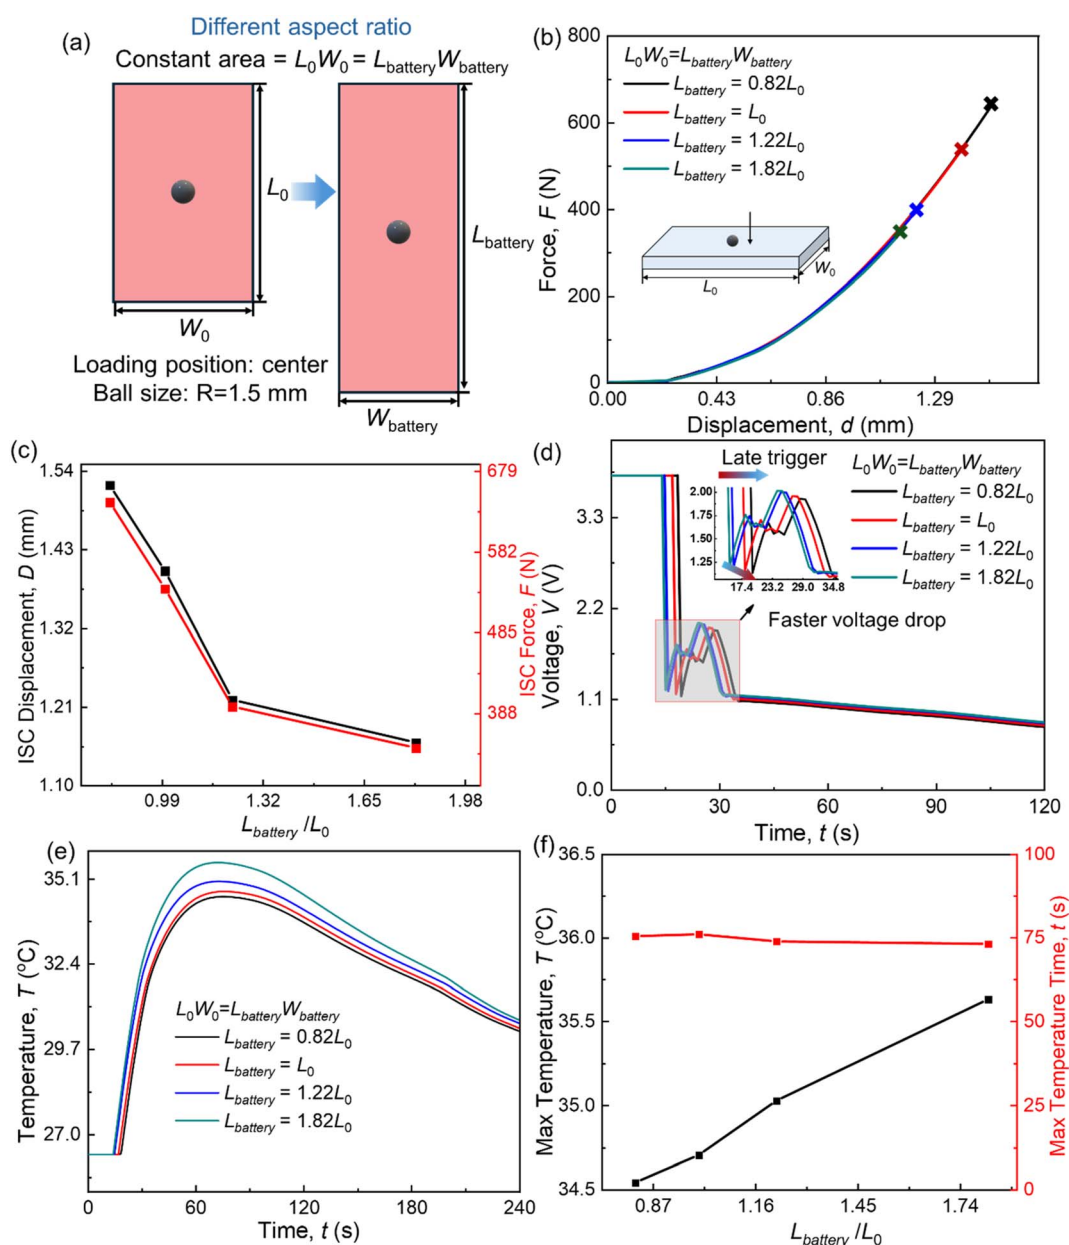 Different aspect ratio
(a)
Constant area = L0W0 = LbatteryWbattery
L0
Lbattery
W0
Loading position: center
Ball size: R=1.5 mm
Wbattery
(b)
800
600
400
200
0
Force, F (N)
L0W0=LbatteryWbattery
Lbattery = 0.82L0
Lbattery = L0
Lbattery = 1.22L0
Lbattery = 1.82L0
L0
W0
0.00
0.43
0.86
1.29
Displacement, d (mm)
(c)
1.54
1.43
1.32
1.21
1.10
ISC Displacement, D (mm)
679
582
485
388
ISC Force, F (N)
0.99
1.32
1.65
1.98
Lbattery /L0
(d)
3.3
2.2
1.1
0.0
Voltage, V (V)
Late trigger
2.00
1.75
1.50
1.25
17.4
23.2
29.0
34.8
L0W0=LbatteryWbattery
Lbattery = 0.82L0
Lbattery = L0
Lbattery = 1.22L0
Lbattery = 1.82L0
Faster voltage drop
0
30
60
90
120
Time, t (s)
(e)
35.1
32.4
29.7
27.0
Temperature, T (°C)
L0W0=LbatteryWbattery
Lbattery = 0.82L0
Lbattery = L0
Lbattery = 1.22L0
Lbattery = 1.82L0
0
60
120
180
240
Time, t (s)
(f)
36.5
36.0
35.5
35.0
34.5
Max Temperature, T (°C)
100
75
50
25
0
Max Temperature Time, t (s)
0.87
1.16
1.45
1.74
Lbattery /L0